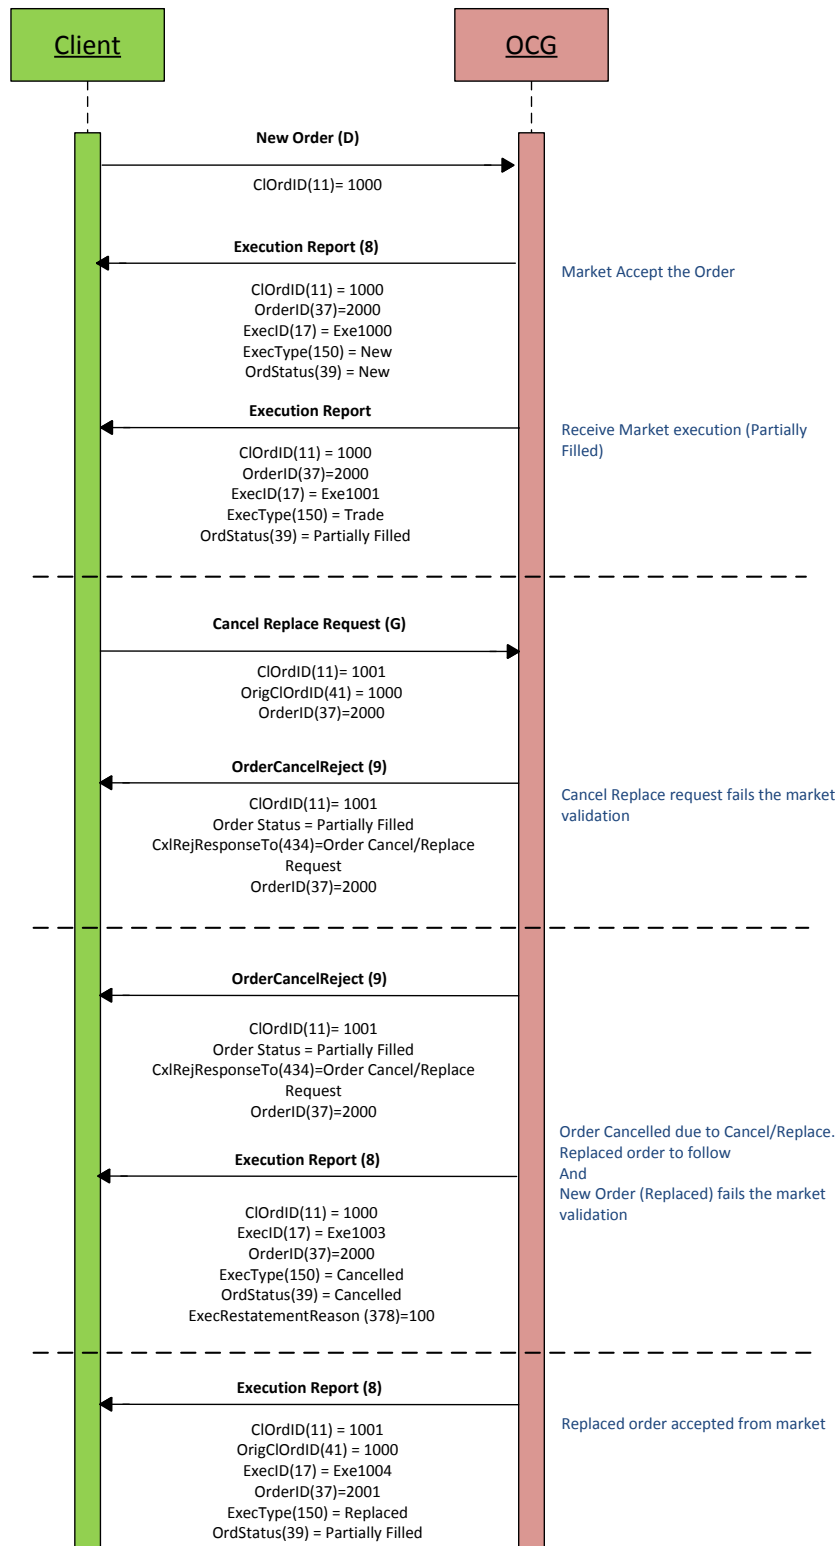 Client
OCG
New Order (D)
ClOrdID(11)= 1000
Execution Report (8)
Market Accept the Order
ClOrdID(11) = 1000
OrderID(37)=2000
ExecID(17) = Exe1000
ExecType(150) = New
OrdStatus(39) = New
Execution Report
Receive Market execution (Partially
Filled)
ClOrdID(11) = 1000
OrderID(37)=2000
ExecID(17) = Exe1001
ExecType(150) = Trade
OrdStatus(39) = Partially Filled
Cancel Replace Request (G)
ClOrdID(11)= 1001
OrigClOrdID(41) = 1000
OrderID(37)=2000
OrderCancelReject (9)
Cancel Replace request fails the market
validation
ClOrdID(11)= 1001
Order Status = Partially Filled
CxlRejResponseTo(434)=Order Cancel/Replace
Request
OrderID(37)=2000
OrderCancelReject (9)
ClOrdID(11)= 1001
Order Status = Partially Filled
CxlRejResponseTo(434)=Order Cancel/Replace
Request
OrderID(37)=2000
Order Cancelled due to Cancel/Replace.
Replaced order to follow
And
New Order (Replaced) fails the market
validation
Execution Report (8)
ClOrdID(11) = 1000
ExecID(17) = Exe1003
OrderID(37)=2000
ExecType(150) = Cancelled
OrdStatus(39) = Cancelled
ExecRestatementReason (378)=100
Execution Report (8)
Replaced order accepted from market
ClOrdID(11) = 1001
OrigClOrdID(41) = 1000
ExecID(17) = Exe1004
OrderID(37)=2001
ExecType(150) = Replaced
OrdStatus(39) = Partially Filled